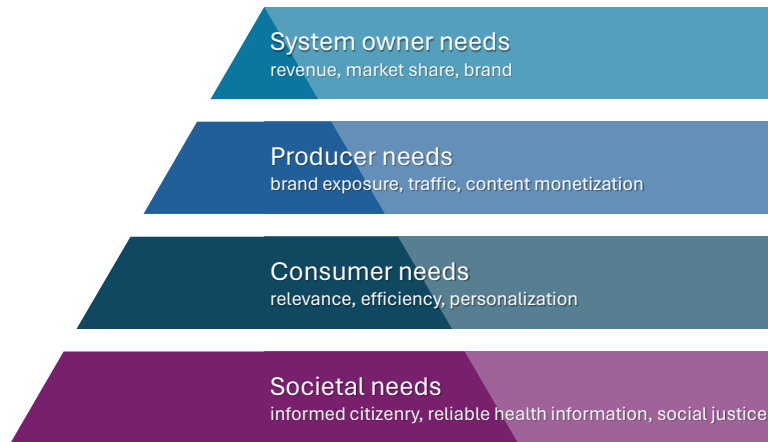 System owner needs
revenue, market share, brand
Producer needs
brand exposure, traffic, content monetization
Consumer needs
relevance, efficiency, personalization
Societal needs
informed citizenry, reliable health information, social justice